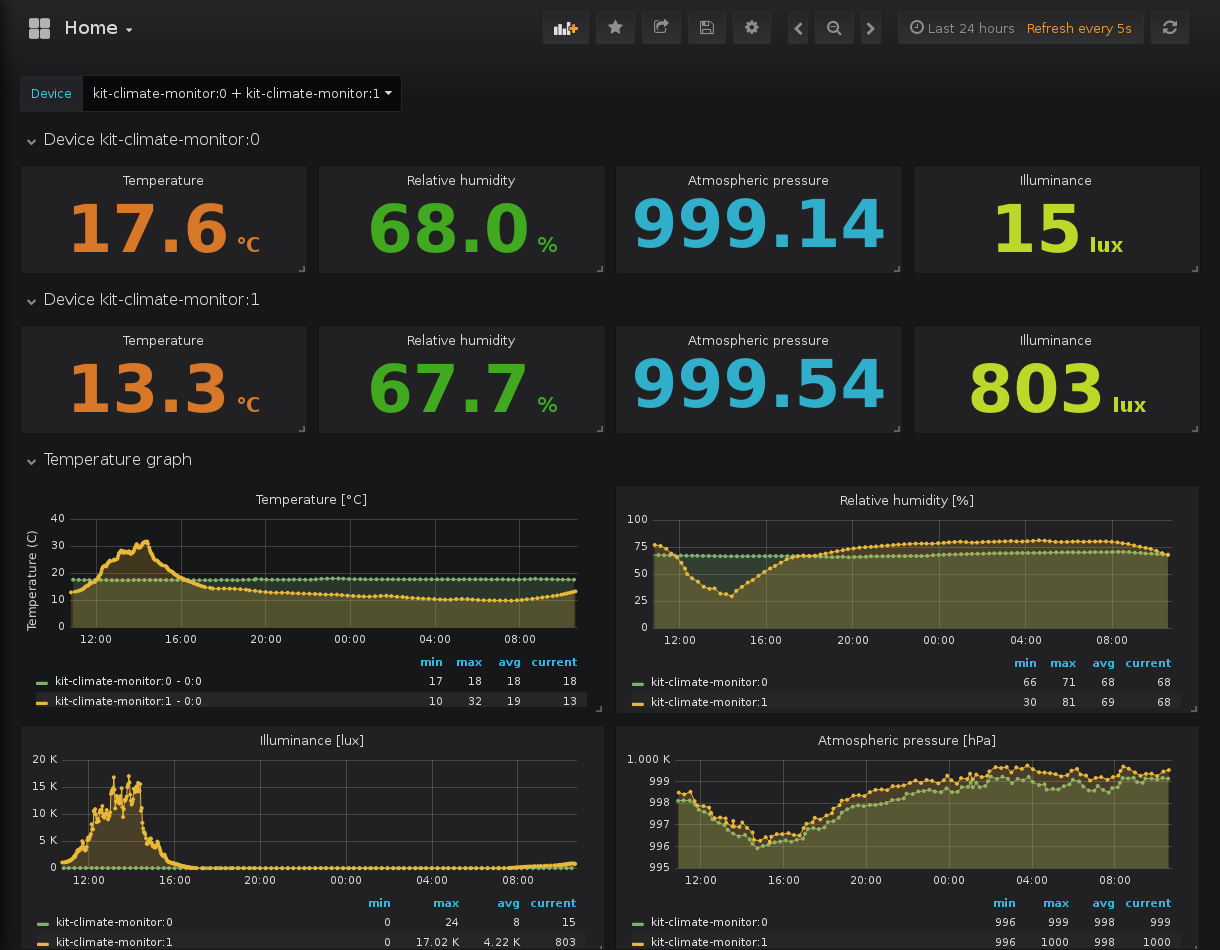 Home
Last 24 hours Refresh every 5s
Device kit-climate-monitor:0 + kit-climate-monitor:1
Device kit-climate-monitor:0
Temperature Relative humidity Atmospheric pressure Illuminance
17.6 °C 68.0 % 999.14 15 lux
Device kit-climate-monitor:1
Temperature Relative humidity Atmospheric pressure Illuminance
13.3 °C 67.7 % 999.54 803 lux
Temperature graph
Temperature [°C]
Temperature (C)
40
30
20
10
0
12:00 16:00 20:00 00:00 04:00 08:00
min max avg current
kit-climate-monitor:0 - 0:0 17 18 18 18
kit-climate-monitor:1 - 0:0 10 32 19 13
Relative humidity [%]
100
75
50
25
0
12:00 16:00 20:00 00:00 04:00 08:00
min max avg current
kit-climate-monitor:0 66 71 68 68
kit-climate-monitor:1 30 81 69 68
Illuminance [lux]
20 K
15 K
10 K
5 K
0
12:00 16:00 20:00 00:00 04:00 08:00
min max avg current
kit-climate-monitor:0 0 24 8 15
kit-climate-monitor:1 0 17.02 K 4.22 K 803
Atmospheric pressure [hPa]
1.000 K
999
998
997
996
995
12:00 16:00 20:00 00:00 04:00 08:00
min max avg current
kit-climate-monitor:0 996 999 998 999
kit-climate-monitor:1 996 1000 998 1000